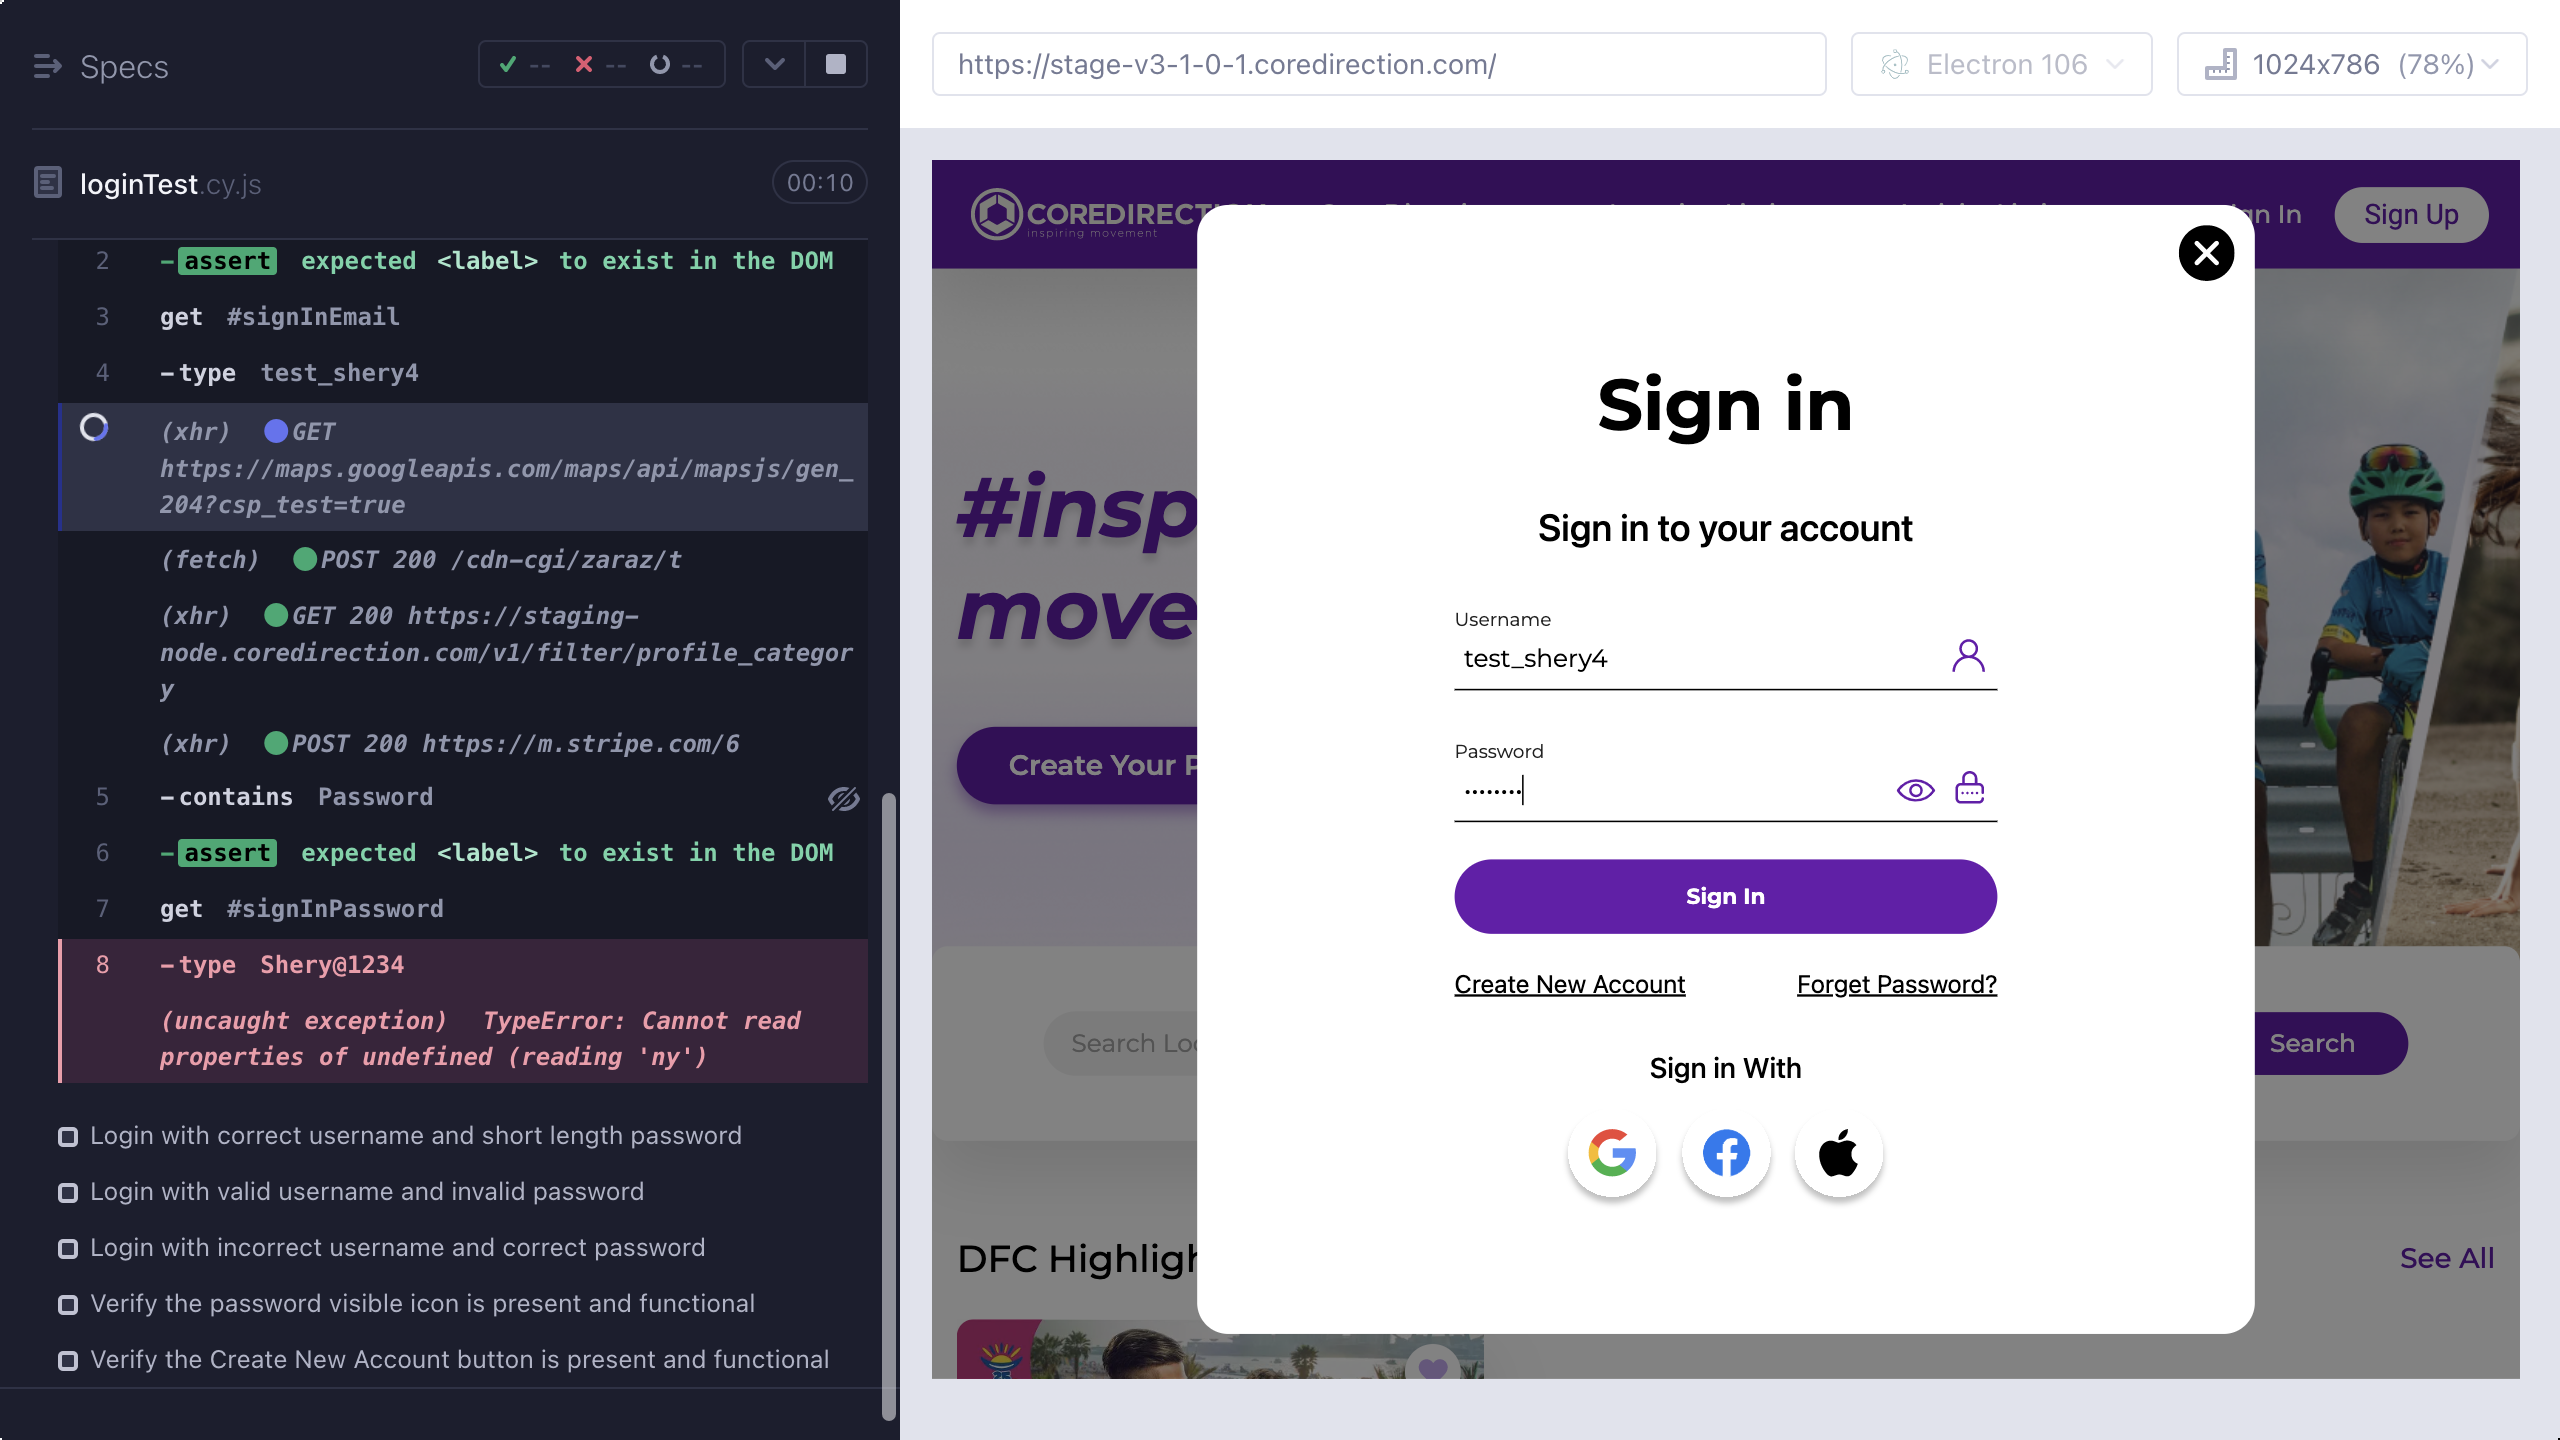 Specs
-- -- --
loginTest.cy.js
00:10
2 -assert expected <label> to exist in the DOM
3 get #signInEmail
4 -type test_shery4
(xhr) GET
https://maps.googleapis.com/maps/api/mapsjs/gen_
204?csp_test=true
(fetch) POST 200 /cdn-cgi/zaraz/t
(xhr) GET 200 https://staging-
node.coredirection.com/v1/filter/profile_categor
y
(xhr) POST 200 https://m.stripe.com/6
5 -contains Password
6 -assert expected <label> to exist in the DOM
7 get #signInPassword
8 -type Shery@1234
(uncaught exception) TypeError: Cannot read
properties of undefined (reading 'ny')
Login with correct username and short length password
Login with valid username and invalid password
Login with incorrect username and correct password
Verify the password visible icon is present and functional
Verify the Create New Account button is present and functional
https://stage-v3-1-0-1.coredirection.com/
Electron 106
1024x786 (78%)
COREDIRECT
inspiring movement
In
Sign Up
#insp
move
Create Your P
Search Loc
Search
DFC Highligh
See All
25
Sign in
Sign in to your account
Username
test_shery4
Password
••••••••
Sign In
Create New Account
Forget Password?
Sign in With